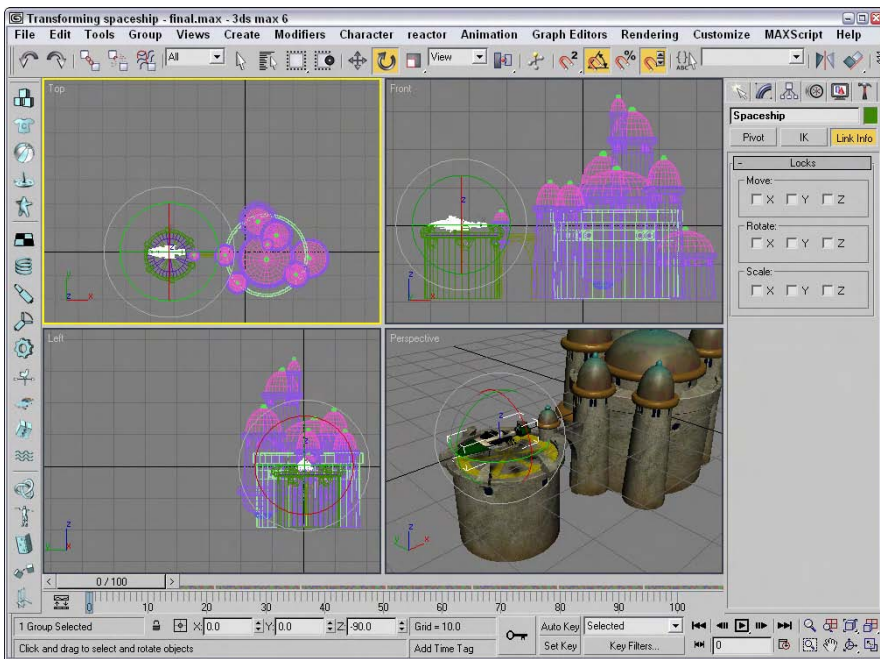 Transforming spaceship - final.max - 3ds max 6
File Edit Tools Group Views Create Modifiers Character reactor Animation Graph Editors Rendering Customize MAXScript Help
All
View
2
%
{}
ABC
Top
Front
Spaceship
Pivot IK Link Info
- Locks
Move:
X Y Z
Rotate:
X Y Z
Scale:
X Y Z
z
y
z x
z
x
Left
Perspective
z
z
y
z
y x
< 0 / 100 >
0 10 20 30 40 50 60 70 80 90 100
1 Group Selected X: 0.0 Y: 0.0 Z: -90.0 Grid = 10.0 Auto Key Selected
Click and drag to select and rotate objects Add Time Tag Set Key Key Filters... 0